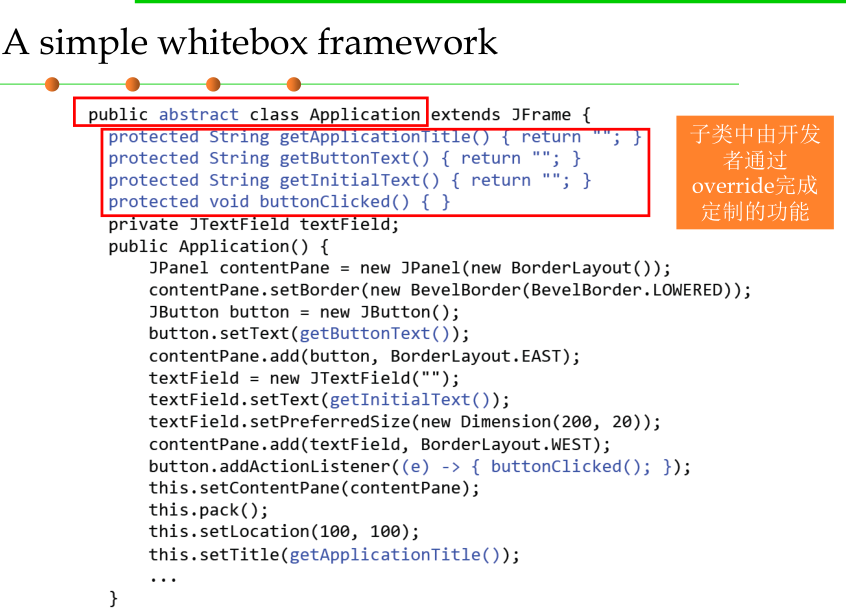 A simple whitebox framework
public abstract class Application extends JFrame {
protected String getApplicationTitle() { return ""; }
protected String getButtonText() { return ""; }
protected String getInitialText() { return ""; }
protected void buttonClicked() { }
private JTextField textField;
public Application() {
JPanel contentPane = new JPanel(new BorderLayout());
contentPane.setBorder(new BevelBorder(BevelBorder.LOWERED));
JButton button = new JButton();
button.setText(getButtonText());
contentPane.add(button, BorderLayout.EAST);
textField = new JTextField("");
textField.setText(getInitialText());
textField.setPreferredSize(new Dimension(200, 20));
contentPane.add(textField, BorderLayout.WEST);
button.addActionListener((e) -> { buttonClicked(); });
this.setContentPane(contentPane);
this.pack();
this.setLocation(100, 100);
this.setTitle(getApplicationTitle());
...
}
子类中由开发
者通过
override完成
定制的功能